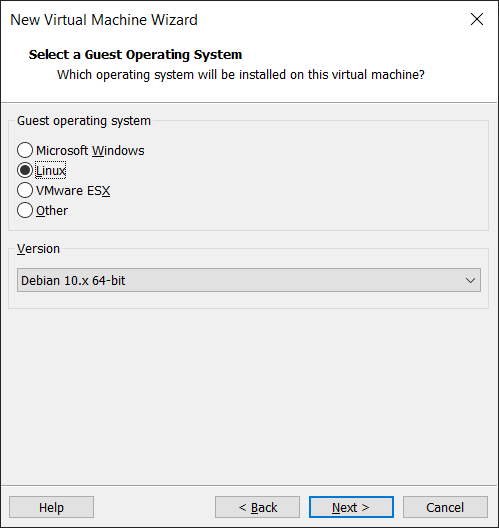 New Virtual Machine Wizard
Select a Guest Operating System
Which operating system will be installed on this virtual machine?
Guest operating system
Microsoft Windows
Linux
VMware ESX
Other
Version
Debian 10.x 64-bit
Help
< Back
Next >
Cancel